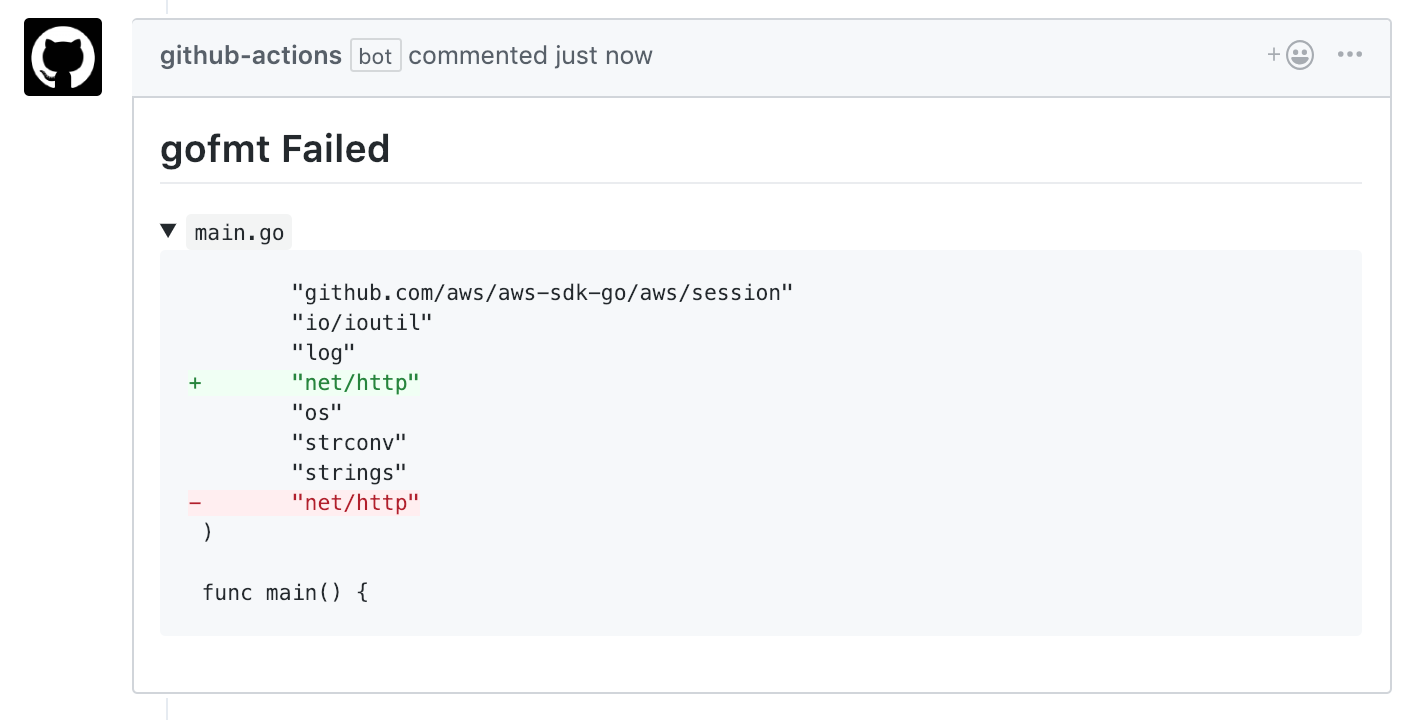 github-actions bot commented just now
gofmt Failed
main.go
"github.com/aws/aws-sdk-go/aws/session"
"io/ioutil"
"log"
+ "net/http"
"os"
"strconv"
"strings"
- "net/http"
)
func main() {